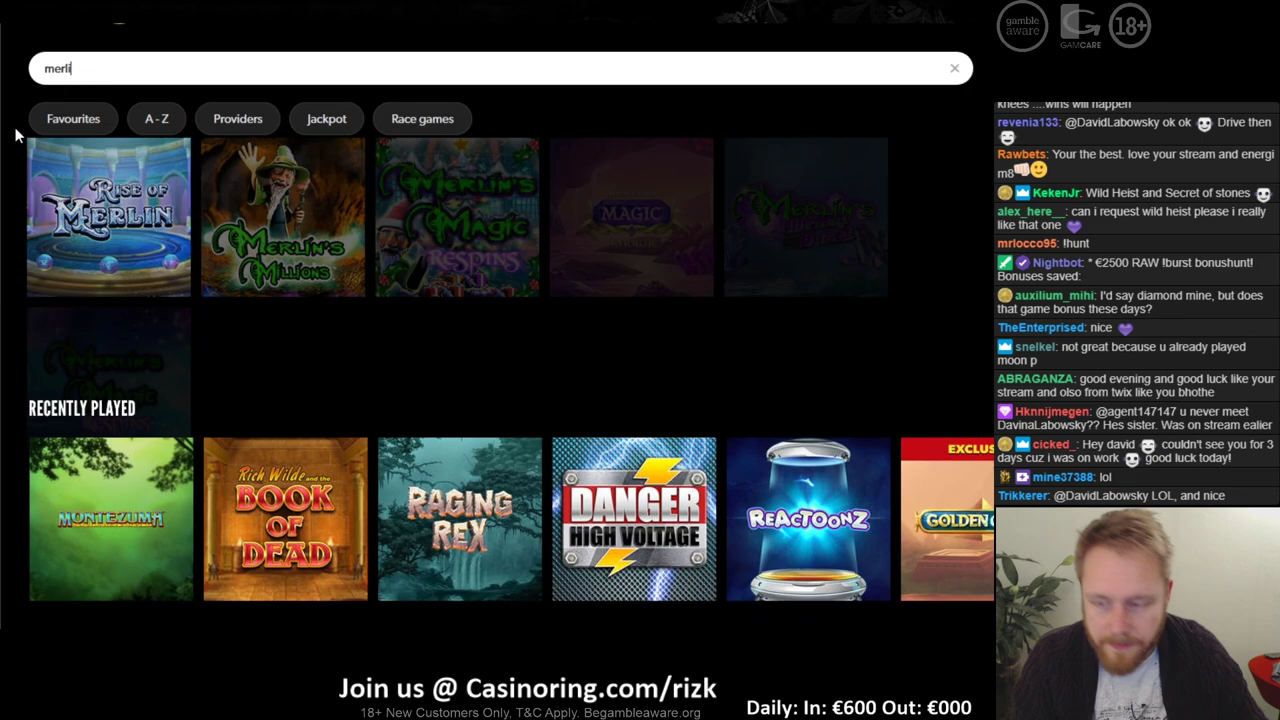 merli
Favourites
A - Z
Providers
Jackpot
Race games
RISE OF
MERLIN
MERLIN'S
MILLIONS
MERLIN'S
MAGIC
RESPINS
MAGIC
MIRROR
MERLIN'S
MERLIN'S
MAGIC
RECENTLY PLAYED
MONTEZUMA
Rich Wilde and the
BOOK
OF
DEAD
RAGING
REX
DANGER
HIGH VOLTAGE
REACTOONZ
EXCLUS
GOLDEN
Join us @ Casinoring.com/rizk
18+ New Customers Only, T&C Apply. Begambleaware.org
Daily: In: €600 Out: €000
gamble
aware
GAMCARE
18+
knees ....wins will happen
revenia133: @DavidLabowsky ok ok Drive then
Rawbets: Your the best. love your stream and energi
m8
KekenJr: Wild Heist and Secret of stones
alex_here__: can i request wild heist please i really
like that one
mrlocco95: !hunt
Nightbot: * €2500 RAW !burst bonushunt!
Bonuses saved:
auxilium_mihi: I'd say diamond mine, but does
that game bonus these days?
TheEnterprised: nice
snelkel: not great because u already played
moon p
ABRAGANZA: good evening and good luck like your
stream and olso from twix like you bhothe
Hknnijmegen: @agent147147 u never meet
DavinaLabowsky?? Hes sister. Was on stream ealier
cicked_: Hey david couldn't see you for 3
days cuz i was on work good luck today!
mine37388: lol
Trikkerer: @DavidLabowsky LOL, and nice